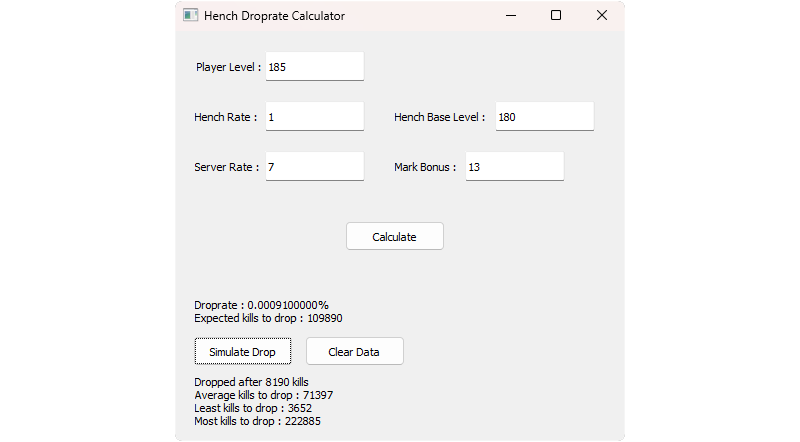 Hench Droprate Calculator
Player Level : 185
Hench Rate : 1 Hench Base Level : 180
Server Rate : 7 Mark Bonus : 13
Calculate
Droprate : 0.0009100000%
Expected kills to drop : 109890
Simulate Drop Clear Data
Dropped after 8190 kills
Average kills to drop : 71397
Least kills to drop : 3652
Most kills to drop : 222885